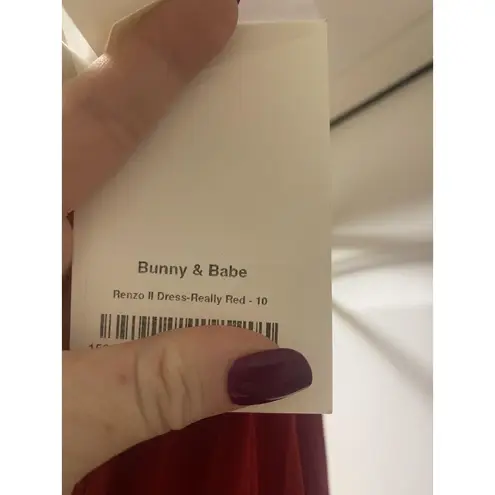 Bunny & Babe
Renzo II Dress-Really Red - 10